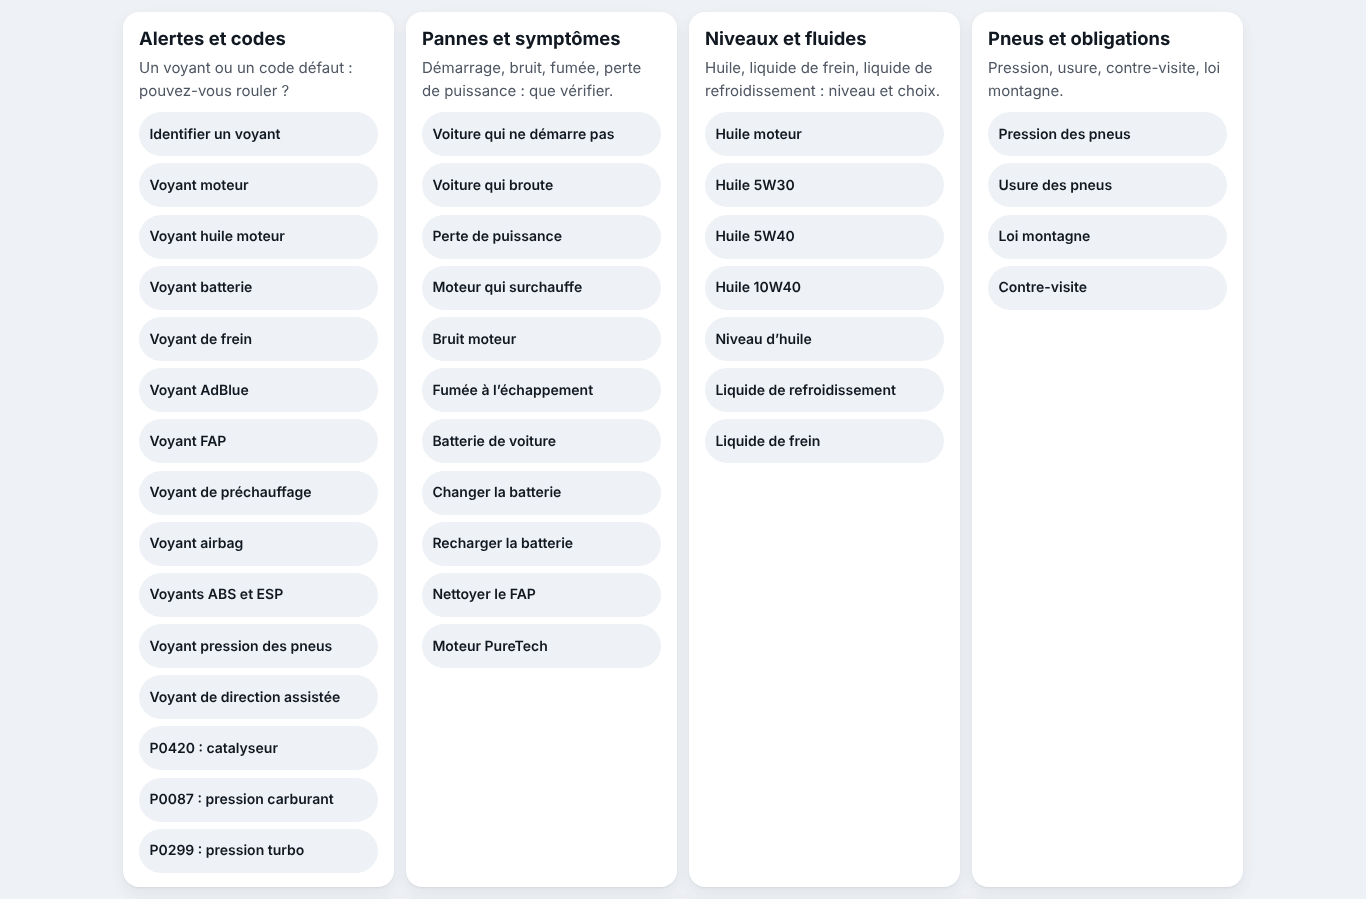 Alertes et codes
Un voyant ou un code défaut :
pouvez-vous rouler ?
Identifier un voyant
Voyant moteur
Voyant huile moteur
Voyant batterie
Voyant de frein
Voyant AdBlue
Voyant FAP
Voyant de préchauffage
Voyant airbag
Voyants ABS et ESP
Voyant pression des pneus
Voyant de direction assistée
P0420 : catalyseur
P0087 : pression carburant
P0299 : pression turbo
Pannes et symptômes
Démarrage, bruit, fumée, perte
de puissance : que vérifier.
Voiture qui ne démarre pas
Voiture qui broute
Perte de puissance
Moteur qui surchauffe
Bruit moteur
Fumée à l’échappement
Batterie de voiture
Changer la batterie
Recharger la batterie
Nettoyer le FAP
Moteur PureTech
Niveaux et fluides
Huile, liquide de frein, liquide de
refroidissement : niveau et choix.
Huile moteur
Huile 5W30
Huile 5W40
Huile 10W40
Niveau d’huile
Liquide de refroidissement
Liquide de frein
Pneus et obligations
Pression, usure, contre-visite, loi
montagne.
Pression des pneus
Usure des pneus
Loi montagne
Contre-visite